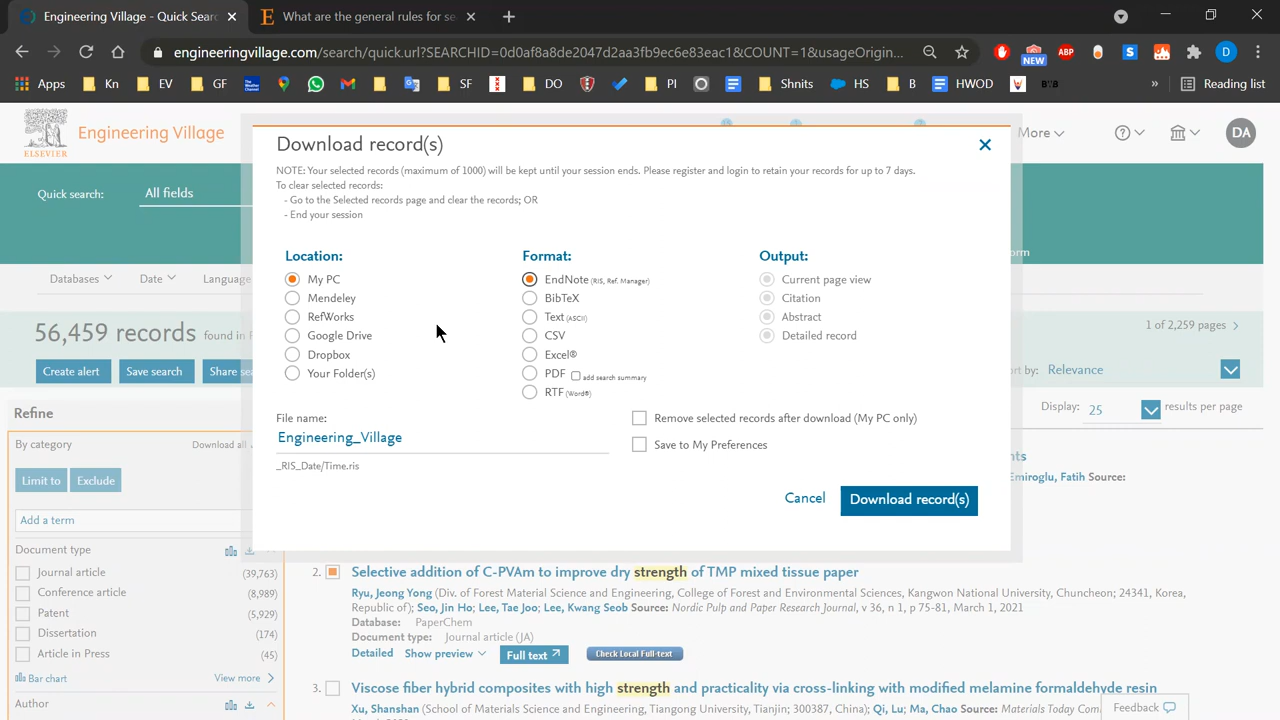 Engineering Village - Quick Sear
What are the general rules for se
engineeringvillage.com/search/quick.url?SEARCHID=0d0af8a8de2047d2aa3fb9ec6e83eac1&COUNT=1&usageOrigin...
ABP
S
D
NEW
Apps
Kn
EV
GF
SF
DO
PI
Shnits
HS
B
HWOD
»
Reading list
ELSEVIER
Engineering Village
More
DA
Quick search:
All fields
Databases
Date
Language
56,459 records found in
1 of 2,259 pages
Create alert
Save search
Share se
Relevance
Display: 25 results per page
Refine
By category
Download all
Limit to
Exclude
Add a term
Document type
Journal article (39,763)
Conference article (8,989)
Patent (5,929)
Dissertation (174)
Article in Press (45)
Bar chart
View more
Author
Download record(s)
NOTE: Your selected records (maximum of 1000) will be kept until your session ends. Please register and login to retain your records for up to 7 days.
To clear selected records:
- Go to the Selected records page and clear the records; OR
- End your session
Location:
My PC
Mendeley
RefWorks
Google Drive
Dropbox
Your Folder(s)
Format:
EndNote (RIS, Ref. Manager)
BibTeX
Text (ASCII)
CSV
Excel®
PDF add search summary
RTF (Word®)
Output:
Current page view
Citation
Abstract
Detailed record
File name:
Engineering_Village
_RIS_Date/Time.ris
Remove selected records after download (My PC only)
Save to My Preferences
Cancel
Download record(s)
Emiroglu, Fatih Source:
2. Selective addition of C-PVAm to improve dry strength of TMP mixed tissue paper
Ryu, Jeong Yong (Div. of Forest Material Science and Engineering, College of Forest and Environmental Sciences, Kangwon National University, Chuncheon; 24341, Korea,
Republic of); Seo, Jin Ho; Lee, Tae Joo; Lee, Kwang Seob Source: Nordic Pulp and Paper Research Journal, v 36, n 1, p 75-81, March 1, 2021
Database: PaperChem
Document type: Journal article (JA)
Detailed
Show preview
Full text
Check Local Full-text
3. Viscose fiber hybrid composites with high strength and practicality via cross-linking with modified melamine formaldehyde resin
Xu, Shanshan (School of Materials Science and Engineering, Tiangong University, Tianjin; 300387, China); Qi, Lu; Ma, Chao Source: Materials Today Com
Feedback